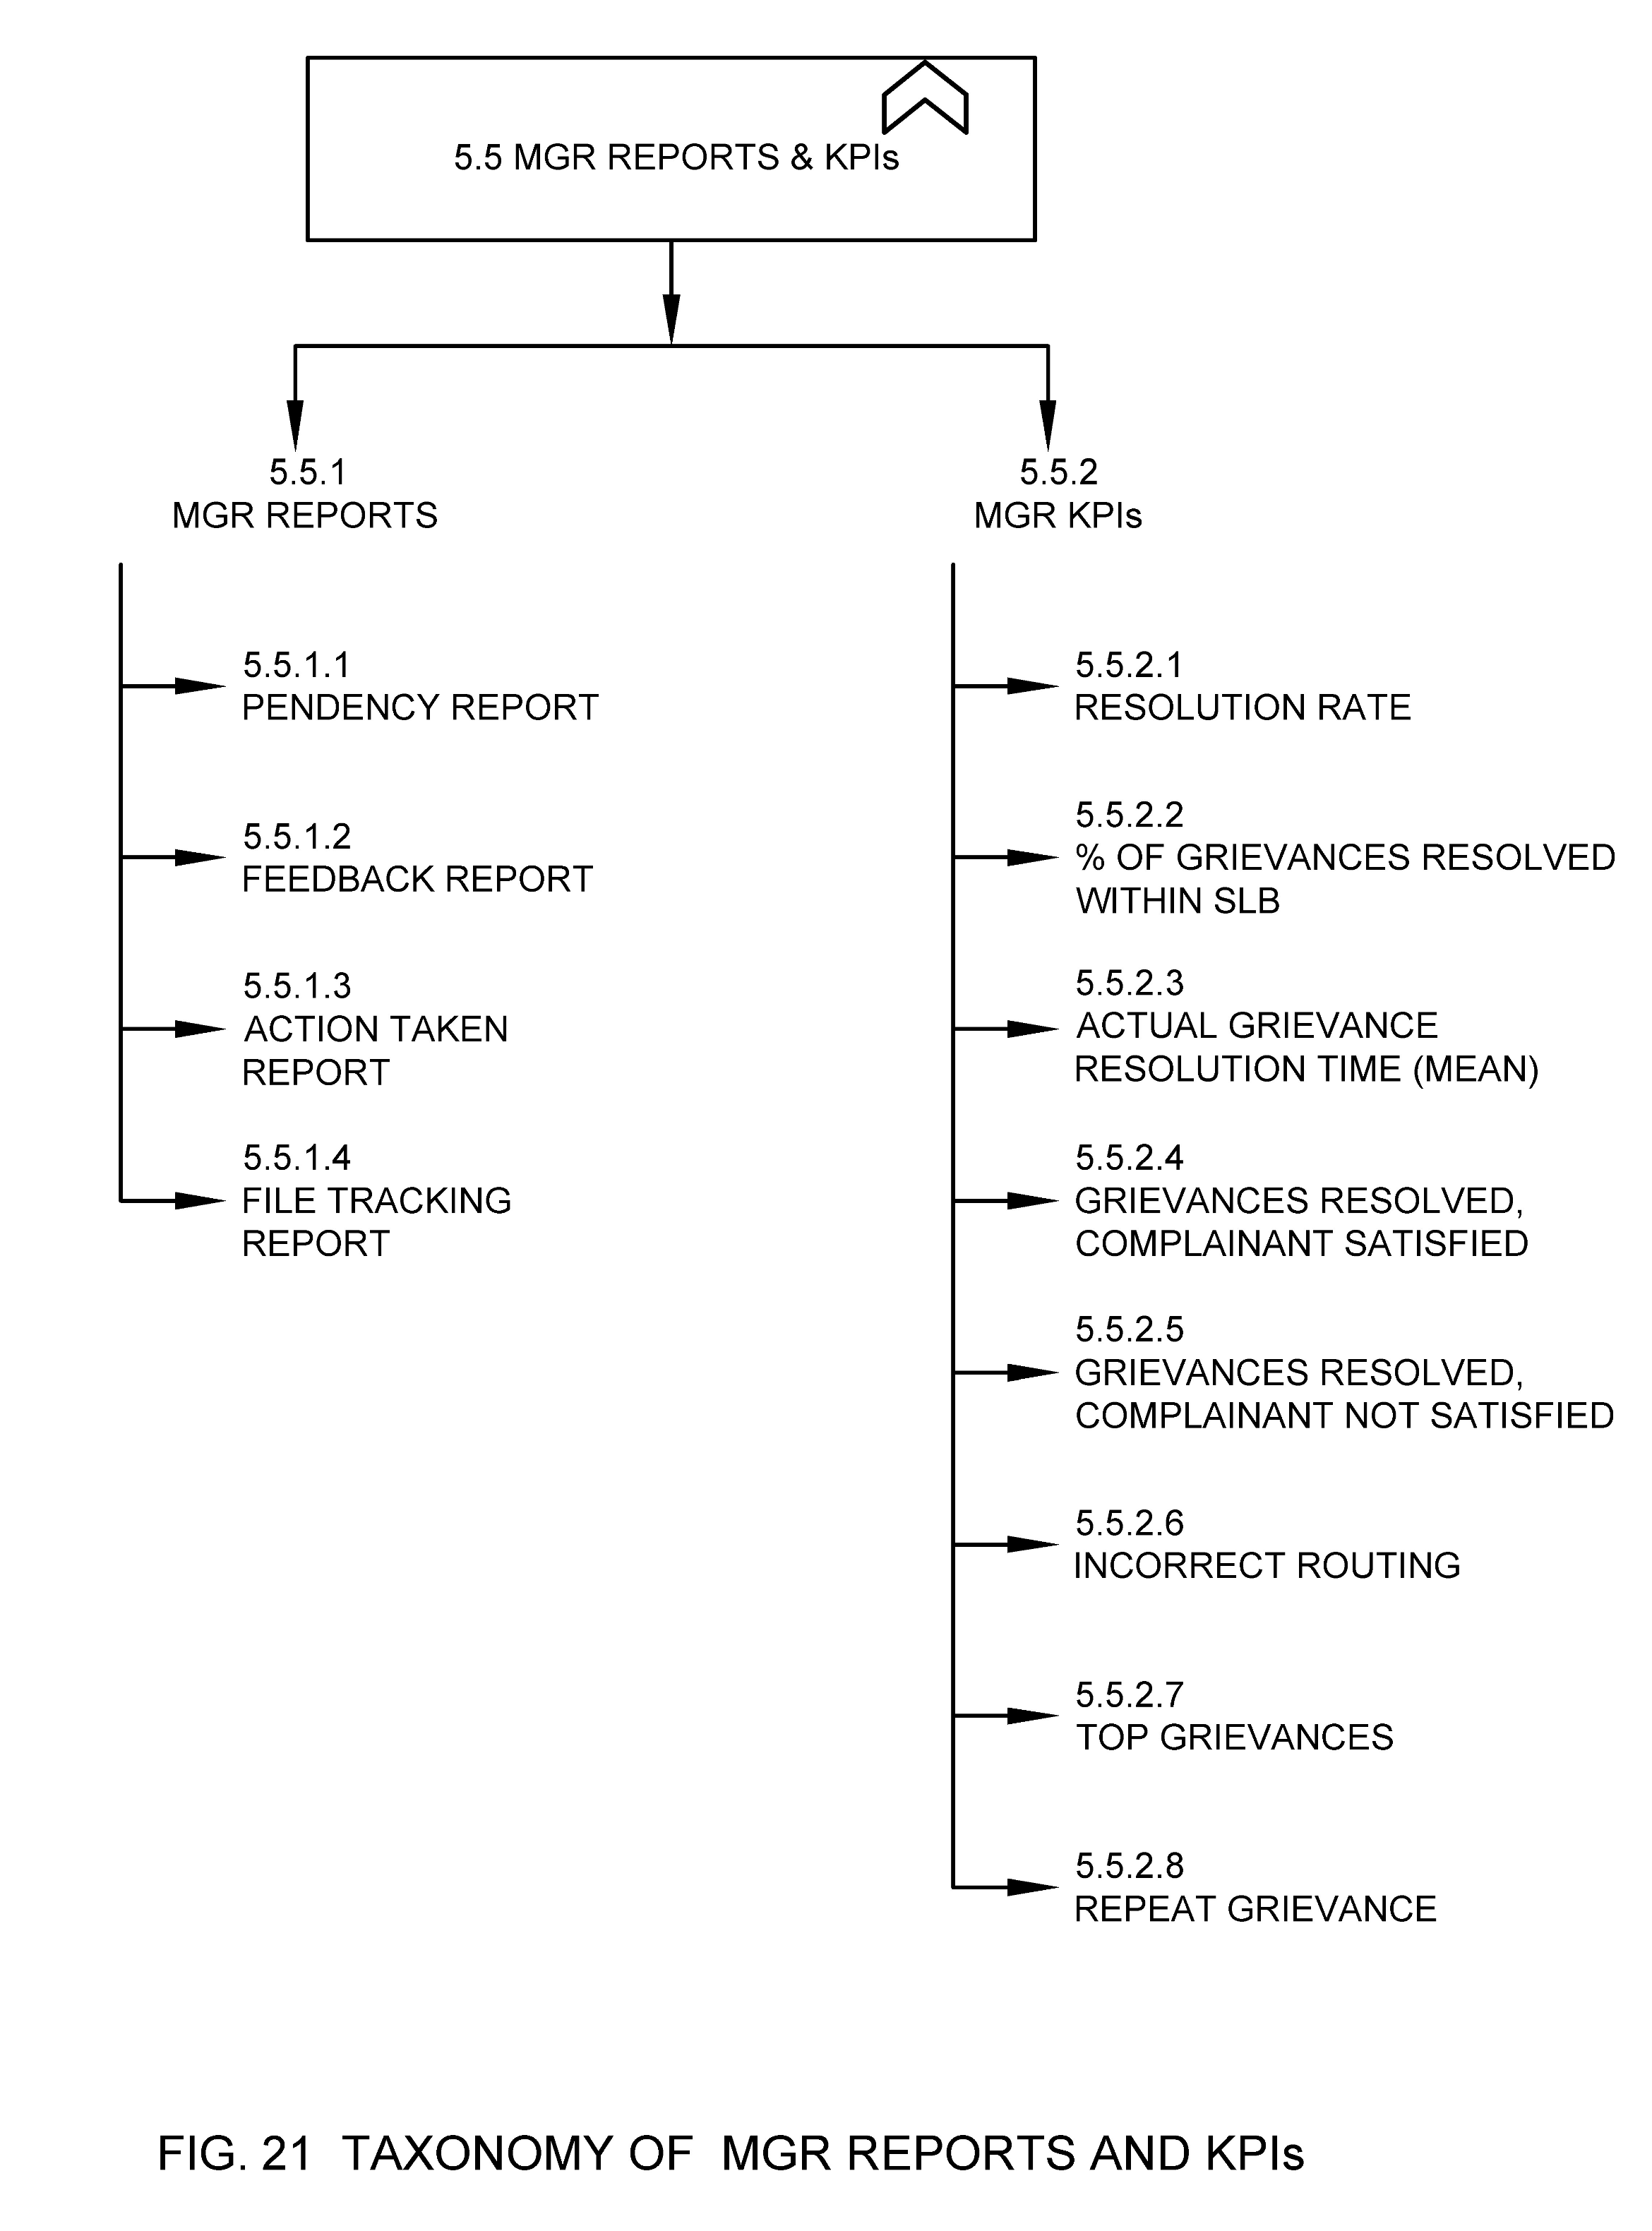 5.5 MGR REPORTS & KPIs
5.5.1
MGR REPORTS
5.5.1.1
PENDENCY REPORT
5.5.1.2
FEEDBACK REPORT
5.5.1.3
ACTION TAKEN
REPORT
5.5.1.4
FILE TRACKING
REPORT
5.5.2
MGR KPIs
5.5.2.1
RESOLUTION RATE
5.5.2.2
% OF GRIEVANCES RESOLVED
WITHIN SLB
5.5.2.3
ACTUAL GRIEVANCE
RESOLUTION TIME (MEAN)
5.5.2.4
GRIEVANCES RESOLVED,
COMPLAINANT SATISFIED
5.5.2.5
GRIEVANCES RESOLVED,
COMPLAINANT NOT SATISFIED
5.5.2.6
INCORRECT ROUTING
5.5.2.7
TOP GRIEVANCES
5.5.2.8
REPEAT GRIEVANCE
FIG. 21 TAXONOMY OF MGR REPORTS AND KPIs